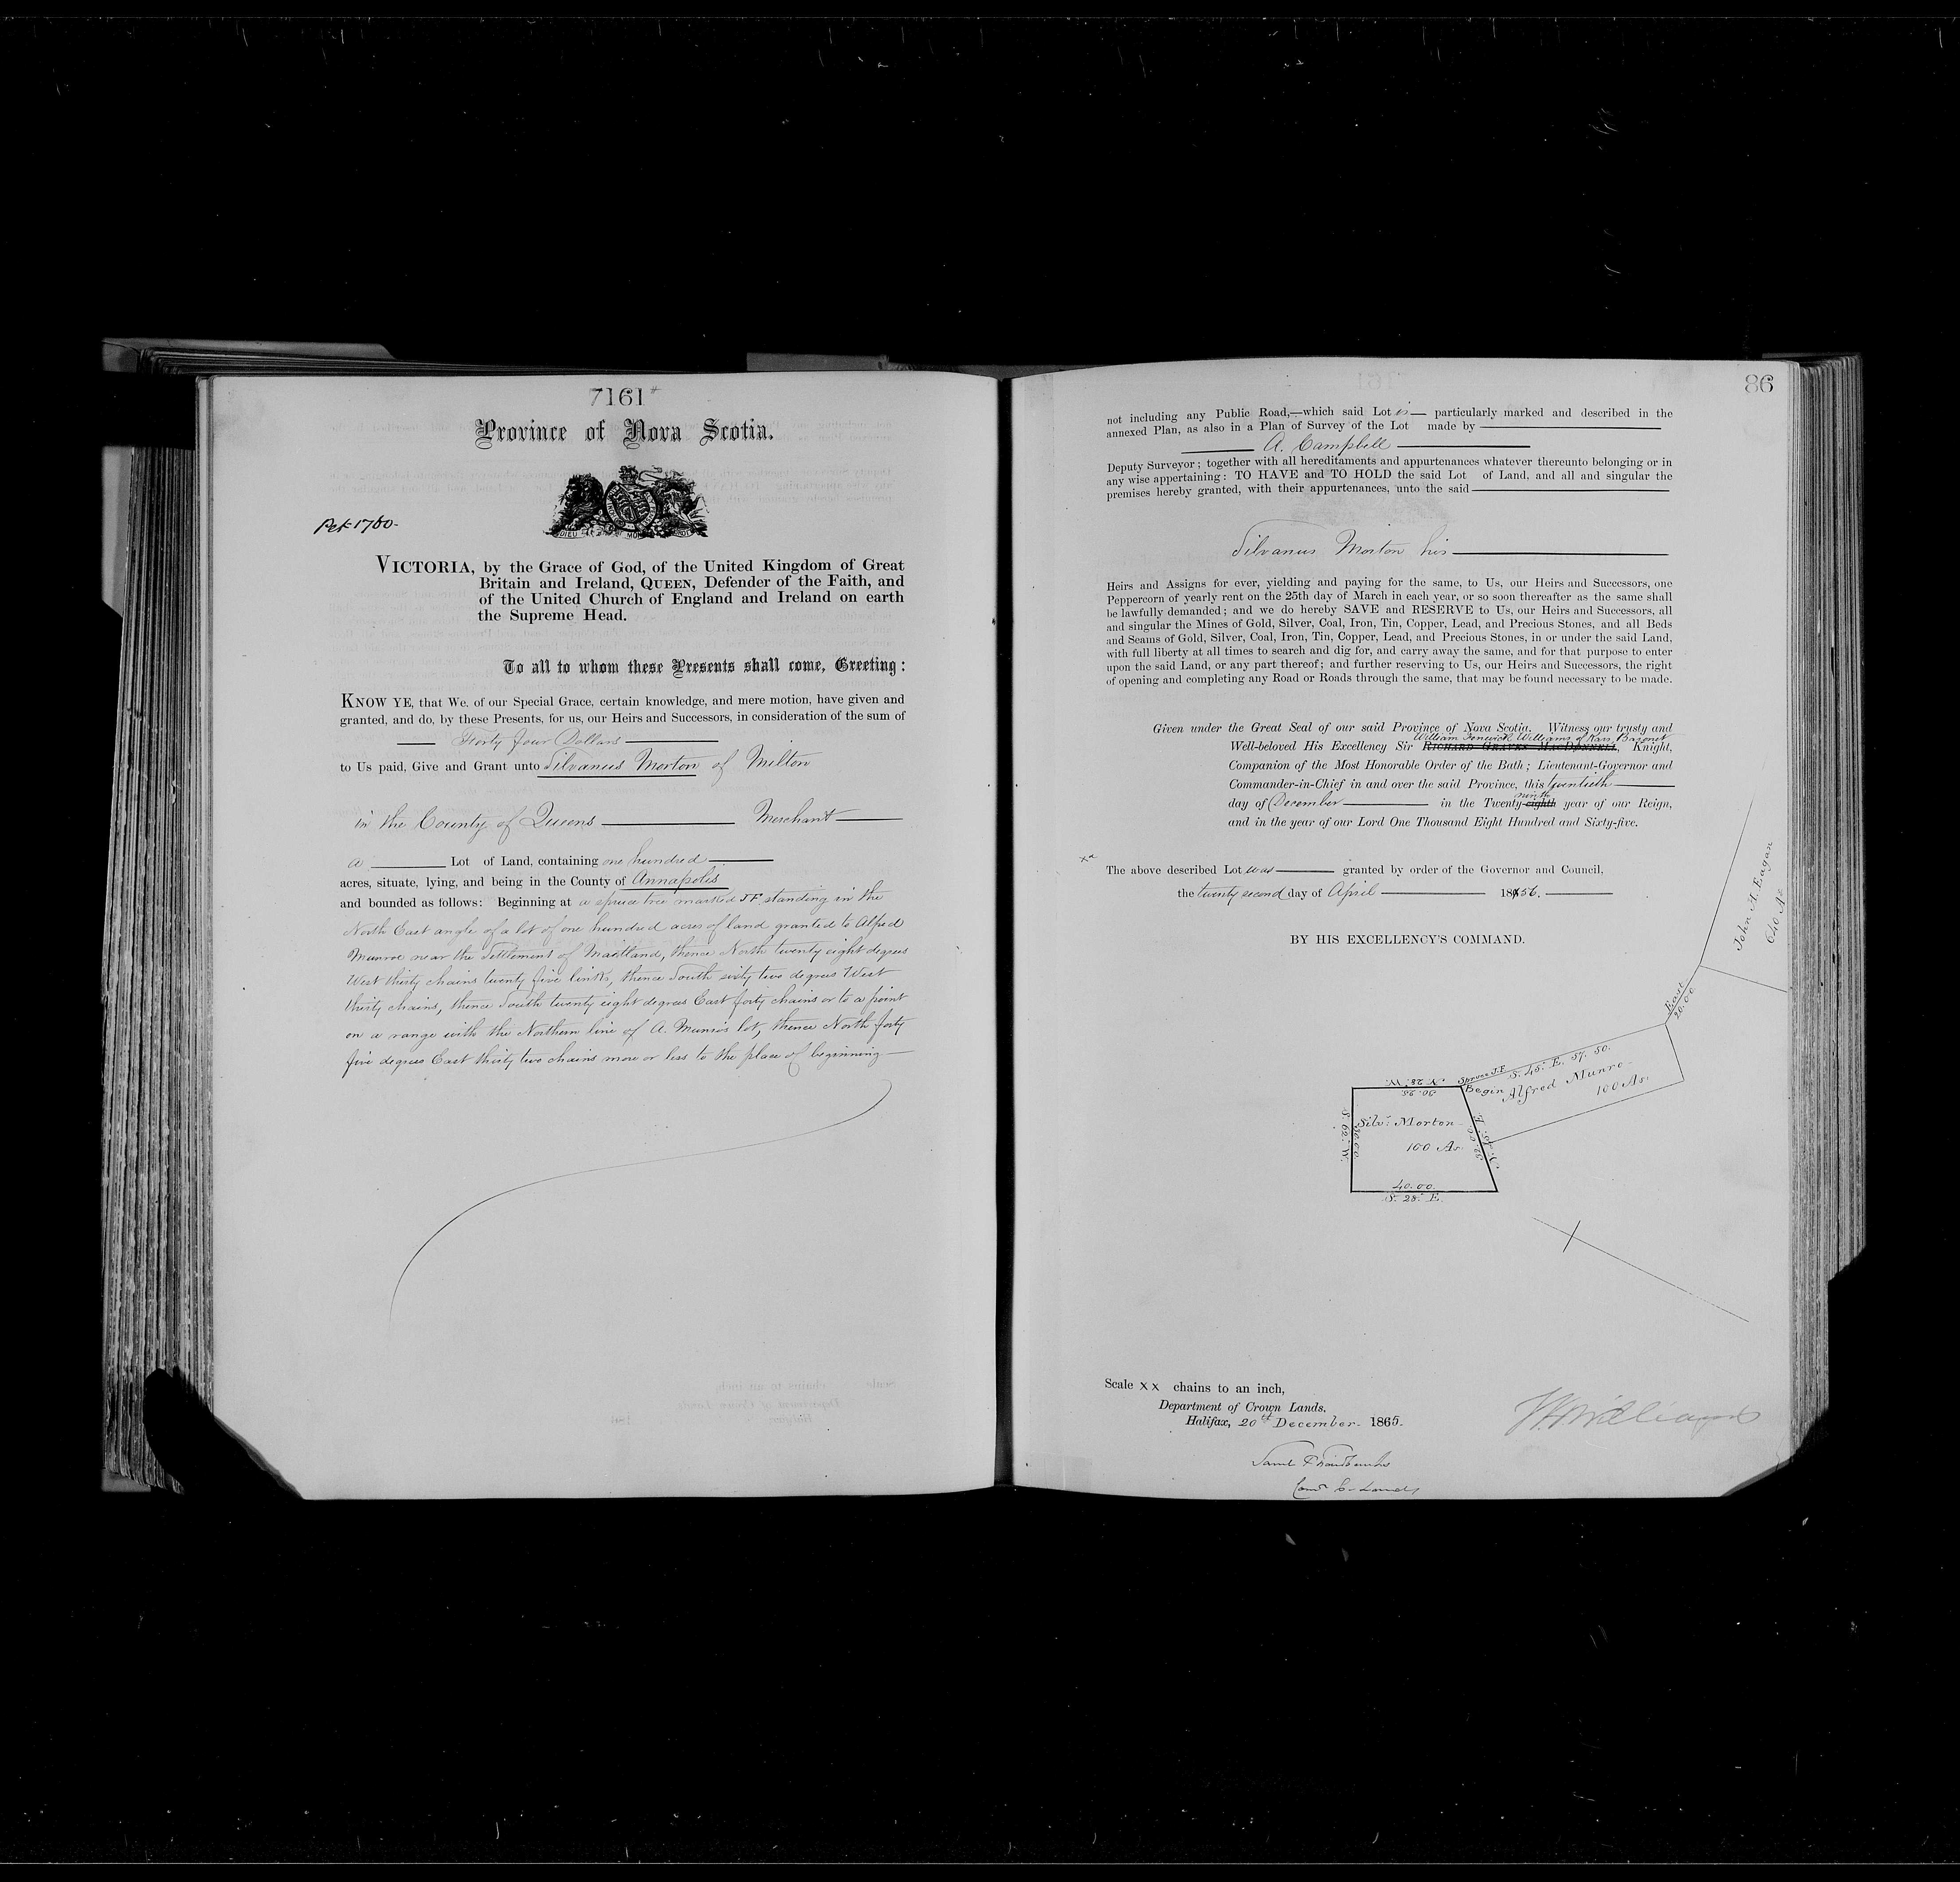 7161
Province of Nova Scotia.
Pet 1760.
VICTORIA, by the Grace of God, of the United Kingdom of Great
Britain and Ireland, QUEEN, Defender of the Faith, and
of the United Church of England and Ireland on earth
the Supreme Head.
To all to whom these Presents shall come, Greeting:
KNOW YE, that We, of our Special Grace, certain knowledge, and mere motion, have given and
granted, and do, by these Presents, for us, our Heirs and Successors, in consideration of the sum of
Forty four Dollars
to Us paid, Give and Grant unto Silvanus Morton of Milton
in the County of Queens Merchant
a Lot of Land, containing one hundred
acres, situate, lying, and being in the County of Annapolis
and bounded as follows: Beginning at a spruce tree marked J F. standing in the
North East angle of a lot of one hundred acres of land granted to Alfred
Munroe near the Settlement of Maitland, thence North twenty eight degrees
West thirty chains twenty five links, thence South sixty two degrees West
thirty chains, thence South twenty eight degrees East forty chains or to a point
on a range with the Northern line of A. Munro's lot, thence North forty
five degrees East thirty two chains more or less to the place of beginning
86
not including any Public Road,—which said Lot is particularly marked and described in the
annexed Plan, as also in a Plan of Survey of the Lot made by
A. Campbell
Deputy Surveyor; together with all hereditaments and appurtenances whatever thereunto belonging or in
any wise appertaining: TO HAVE and TO HOLD the said Lot of Land, and all and singular the
premises hereby granted, with their appurtenances, unto the said
Silvanus Morton his
Heirs and Assigns for ever, yielding and paying for the same, to Us, our Heirs and Successors, one
Peppercorn of yearly rent on the 25th day of March in each year, or so soon thereafter as the same shall
be lawfully demanded; and we do hereby SAVE and RESERVE to Us, our Heirs and Successors, all
and singular the Mines of Gold, Silver, Coal, Iron, Tin, Copper, Lead, and Precious Stones, and all Beds
and Seams of Gold, Silver, Coal, Iron, Tin, Copper, Lead, and Precious Stones, in or under the said Land,
with full liberty at all times to search and dig for, and carry away the same, and for that purpose to enter
upon the said Land, or any part thereof; and further reserving to Us, our Heirs and Successors, the right
of opening and completing any Road or Roads through the same, that may be found necessary to be made.
Given under the Great Seal of our said Province of Nova Scotia. Witness our trusty and
William Fenwick Williams of Kars, Baronet
Well-beloved His Excellency Sir RICHARD GRAVES MACDONNELL, Knight,
Companion of the Most Honorable Order of the Bath; Lieutenant-Governor and
Commander-in-Chief in and over the said Province, this twentieth
ninth
day of December in the Twenty-eighth year of our Reign,
and in the year of our Lord One Thousand Eight Hundred and Sixty-five.
The above described Lot was granted by order of the Governor and Council,
the twenty second day of April 1856.
BY HIS EXCELLENCY'S COMMAND.
John H. Eagan
East
20.00
Spruce J.F.
S. 45° E. 57. 50.
Begin
Alfred Munro
100 As.
N. 28° W.
30. 25
S. 62° W.
30.00
Silv: Morton
100 As.
N. 45° E.
32.00
40.00.
S. 28° E.
Scale XX chains to an inch,
Department of Crown Lands.
Halifax, 20th December. 1865.
W F Williams